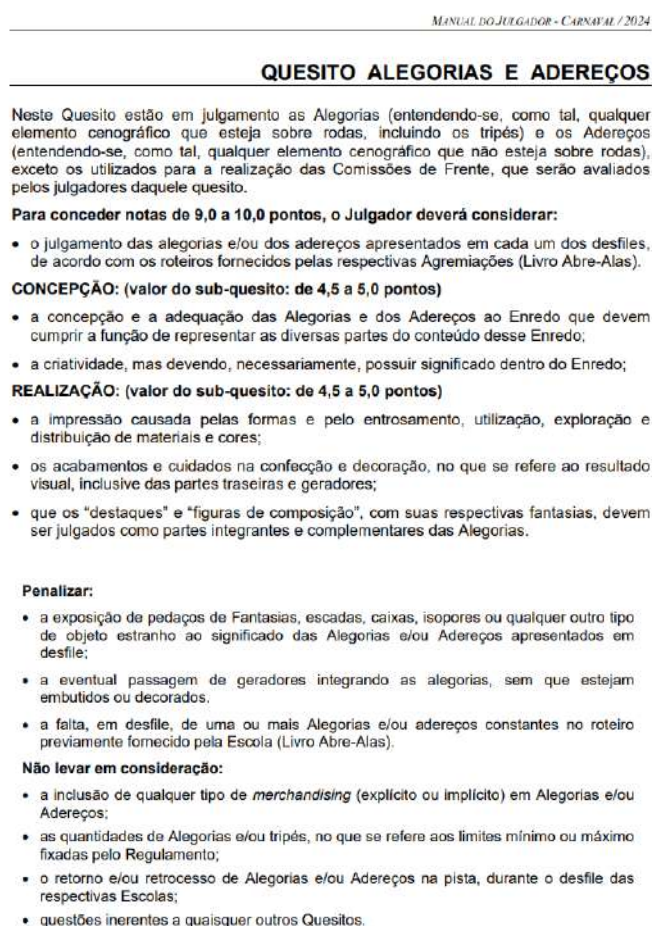 MANUAL DO JULGADOR - CARNAVAL / 2024
QUESITO ALEGORIAS E ADEREÇOS
Neste Quesito estão em julgamento as Alegorias (entendendo-se, como tal, qualquer
elemento cenográfico que esteja sobre rodas, incluindo os tripés) e os Adereços
(entendendo-se, como tal, qualquer elemento cenográfico que não esteja sobre rodas),
exceto os utilizados para a realização das Comissões de Frente, que serão avaliados
pelos julgadores daquele quesito.
Para conceder notas de 9,0 a 10,0 pontos, o Julgador deverá considerar:
• o julgamento das alegorias e/ou dos adereços apresentados em cada um dos desfiles,
de acordo com os roteiros fornecidos pelas respectivas Agremiações (Livro Abre-Alas).
CONCEPÇÃO: (valor do sub-quesito: de 4,5 a 5,0 pontos)
• a concepção e a adequação das Alegorias e dos Adereços ao Enredo que devem
cumprir a função de representar as diversas partes do conteúdo desse Enredo;
• a criatividade, mas devendo, necessariamente, possuir significado dentro do Enredo;
REALIZAÇÃO: (valor do sub-quesito: de 4,5 a 5,0 pontos)
• a impressão causada pelas formas e pelo entrosamento, utilização, exploração e
distribuição de materiais e cores;
• os acabamentos e cuidados na confecção e decoração, no que se refere ao resultado
visual, inclusive das partes traseiras e geradores;
• que os "destaques" e "figuras de composição", com suas respectivas fantasias, devem
ser julgados como partes integrantes e complementares das Alegorias.
Penalizar:
• a exposição de pedaços de Fantasias, escadas, caixas, isopores ou qualquer outro tipo
de objeto estranho ao significado das Alegorias e/ou Adereços apresentados em
desfile;
• a eventual passagem de geradores integrando as alegorias, sem que estejam
embutidos ou decorados.
• a falta, em desfile, de uma ou mais Alegorias e/ou adereços constantes no roteiro
previamente fornecido pela Escola (Livro Abre-Alas).
Não levar em consideração:
• a inclusão de qualquer tipo de merchandising (explícito ou implícito) em Alegorias e/ou
Adereços;
• as quantidades de Alegorias e/ou tripés, no que se refere aos limites mínimo ou máximo
fixadas pelo Regulamento;
• o retorno e/ou retrocesso de Alegorias e/ou Adereços na pista, durante o desfile das
respectivas Escolas;
• questões inerentes a quaisquer outros Quesitos.